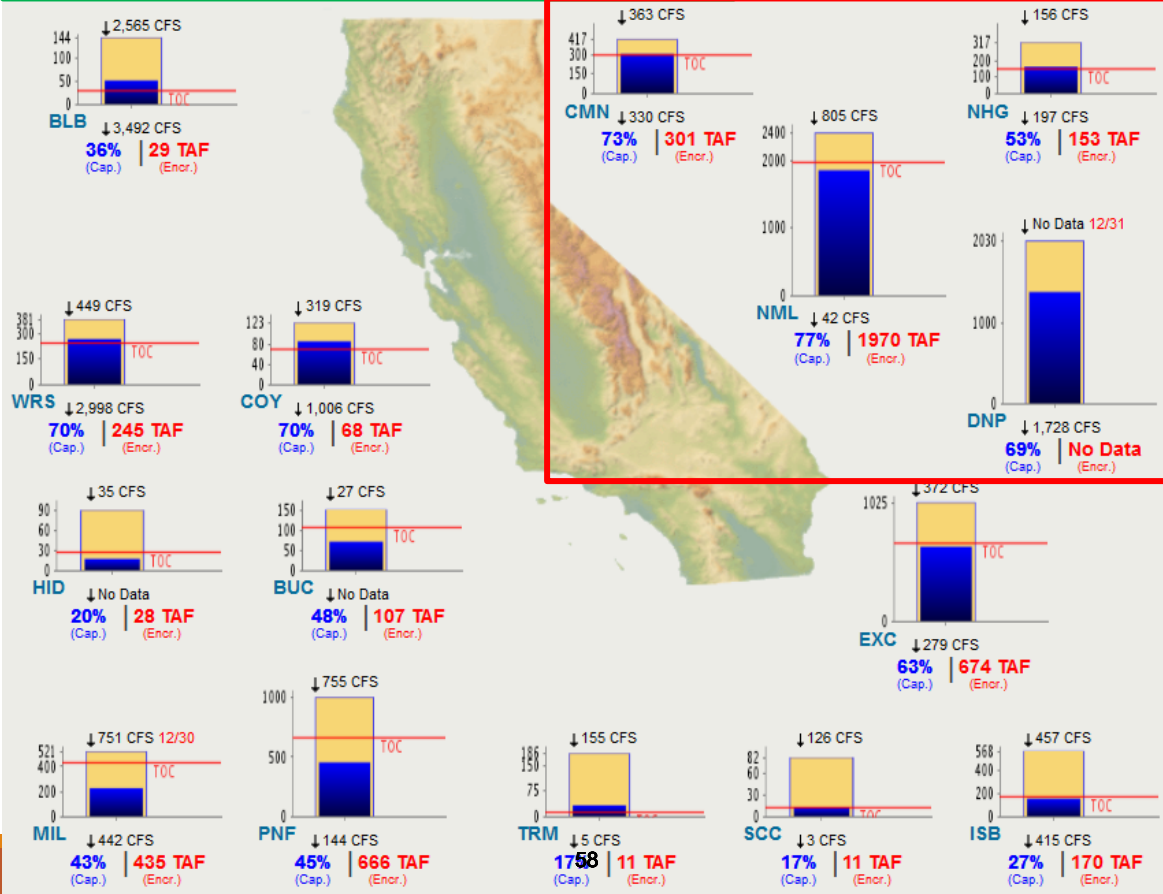 ↓2,565 CFS
144
100
50
0
TOC
BLB
↓3,492 CFS
36% | 29 TAF
(Cap.) (Encr.)
↓363 CFS
417
300
150
0
TOC
CMN
↓330 CFS
73% | 301 TAF
(Cap.) (Encr.)
↓156 CFS
317
200
100
0
TOC
NHG
↓197 CFS
53% | 153 TAF
(Cap.) (Encr.)
↓805 CFS
2400
2000
1000
0
TOC
NML
↓42 CFS
77% | 1970 TAF
(Cap.) (Encr.)
↓No Data 12/31
2030
1000
0
DNP
↓1,728 CFS
69% | No Data
(Cap.) (Encr.)
↓449 CFS
381
300
150
0
TOC
WRS
↓2,998 CFS
70% | 245 TAF
(Cap.) (Encr.)
↓319 CFS
123
80
40
0
TOC
COY
↓1,006 CFS
70% | 68 TAF
(Cap.) (Encr.)
↓35 CFS
90
60
30
0
TOC
HID
↓No Data
20% | 28 TAF
(Cap.) (Encr.)
↓27 CFS
150
100
50
0
TOC
BUC
↓No Data
48% | 107 TAF
(Cap.) (Encr.)
↓372 CFS
1025
0
TOC
EXC
↓279 CFS
63% | 674 TAF
(Cap.) (Encr.)
↓751 CFS 12/30
521
400
200
0
TOC
MIL
↓442 CFS
43% | 435 TAF
(Cap.) (Encr.)
↓755 CFS
1000
500
0
TOC
PNF
↓144 CFS
45% | 666 TAF
(Cap.) (Encr.)
↓155 CFS
186
150
75
0
TRM
↓5 CFS
17% | 11 TAF
(Cap.) (Encr.)
58
↓126 CFS
82
60
30
0
TOC
SCC
↓3 CFS
17% | 11 TAF
(Cap.) (Encr.)
↓457 CFS
568
400
200
0
TOC
ISB
↓415 CFS
27% | 170 TAF
(Cap.) (Encr.)